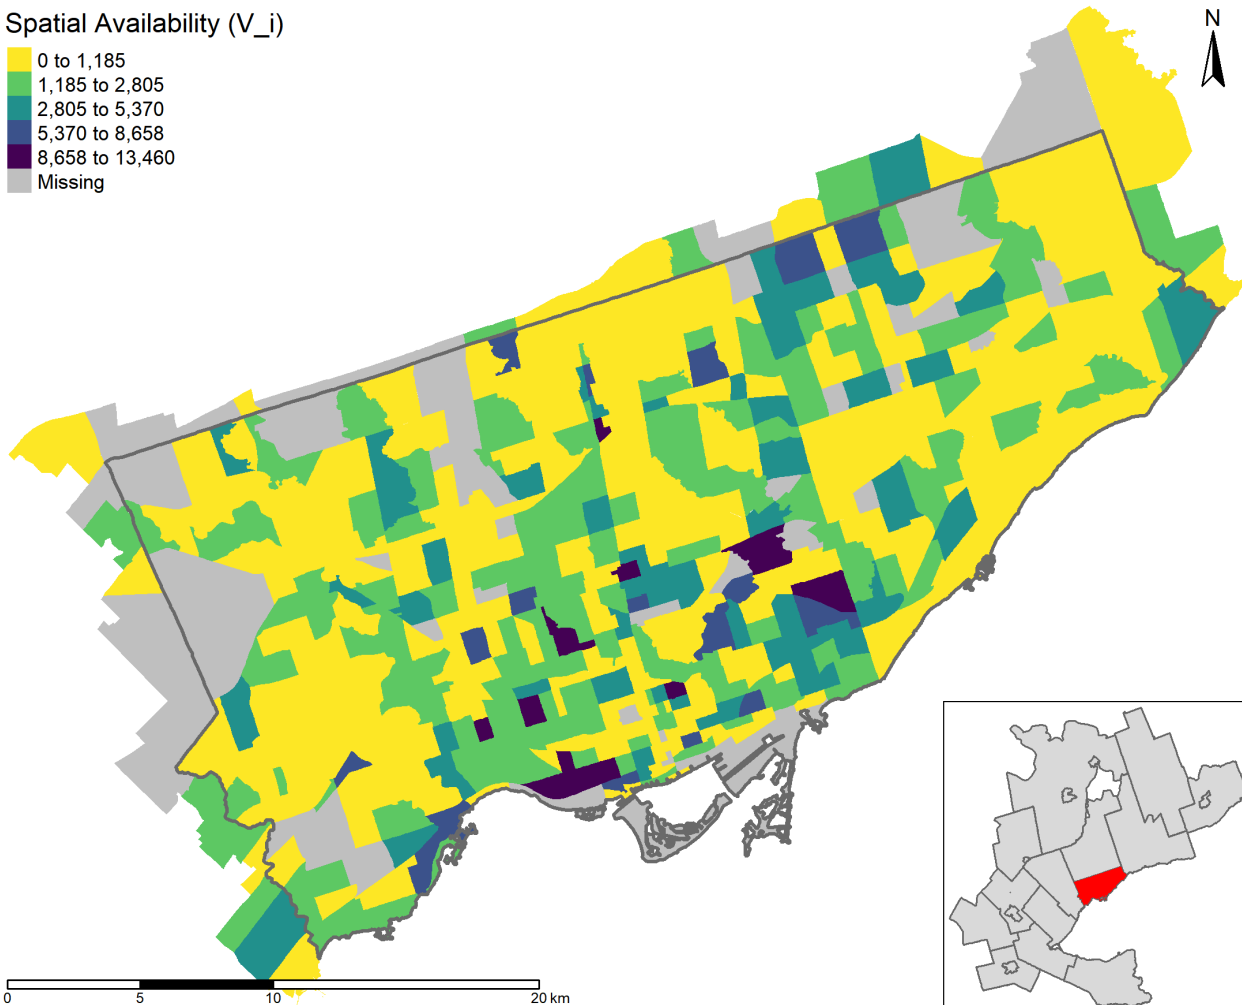 Spatial Availability (V_i)
0 to 1,185
1,185 to 2,805
2,805 to 5,370
5,370 to 8,658
8,658 to 13,460
Missing
N
0 5 10 20 km